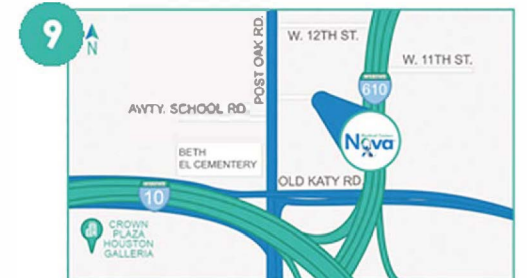 9
N
POST OAK RD.
W. 12TH ST.
W. 11TH ST.
610
AWTY. SCHOOL RD.
Nova
BETH
EL CEMENTERY
OLD KATY RD
10
CROWN
PLAZA
HOUSTON
GALLERIA